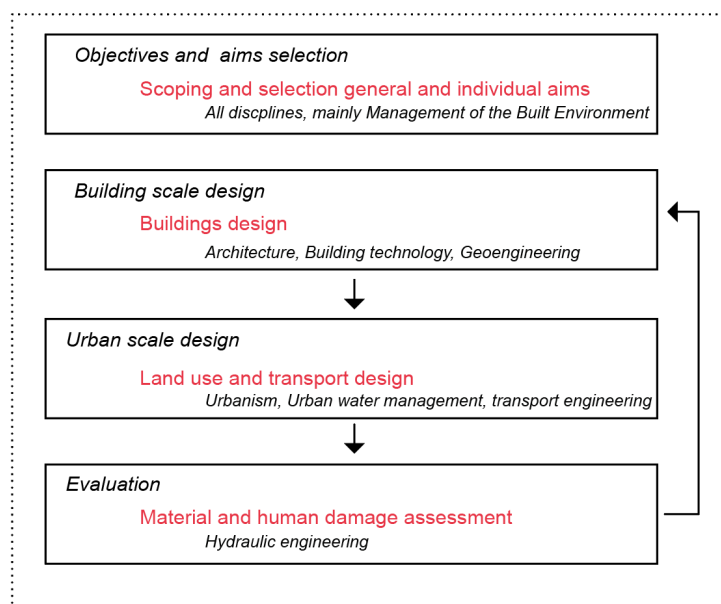 Objectives and aims selection
Scoping and selection general and individual aims
All discplines, mainly Management of the Built Environment
Building scale design
Buildings design
Architecture, Building technology, Geoengineering
Urban scale design
Land use and transport design
Urbanism, Urban water management, transport engineering
Evaluation
Material and human damage assessment
Hydraulic engineering